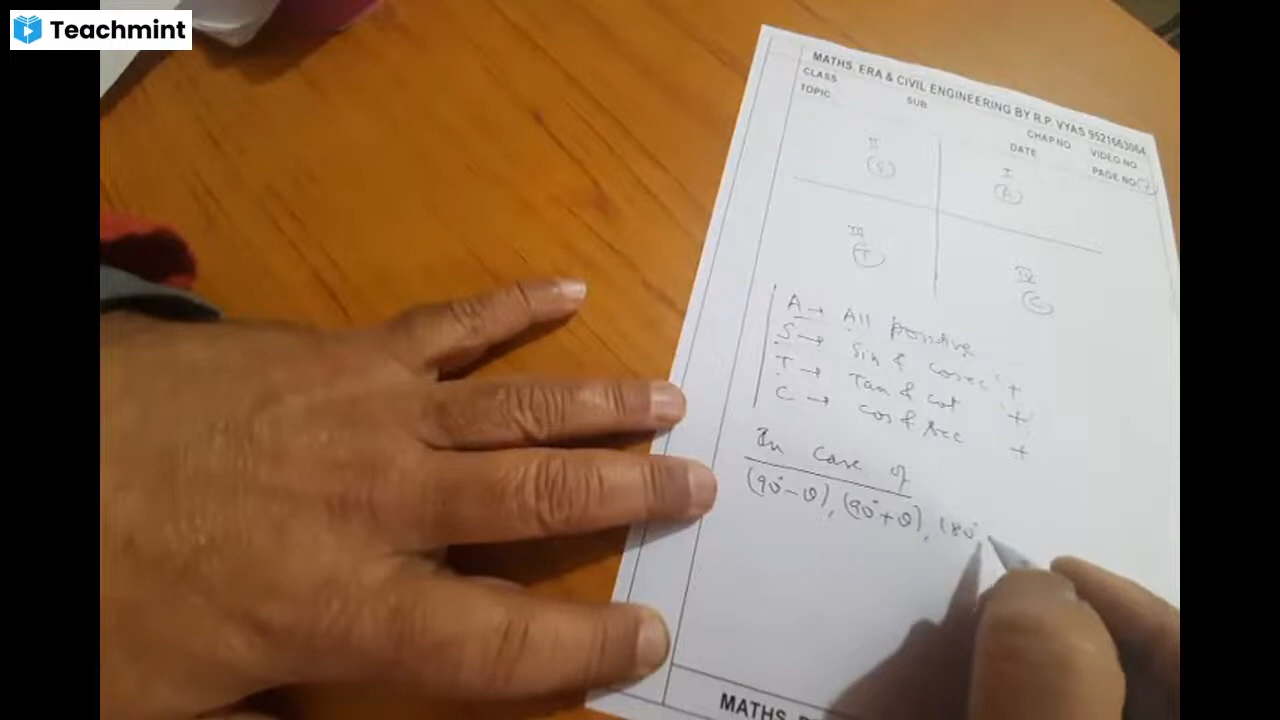 Teachmint
MATHS. ERA & CIVIL ENGINEERING BY R.P. VYAS 9521663064
CLASS SUB CHAP NO VIDEO NO
TOPIC DATE PAGE NO
II I
S A
III IV
T C
A → All positive
S → Sin & cosec +
T → Tan & cot +
C → cos & sec +
In case of
(90°-θ), (90°+θ), 180°
MATHS.